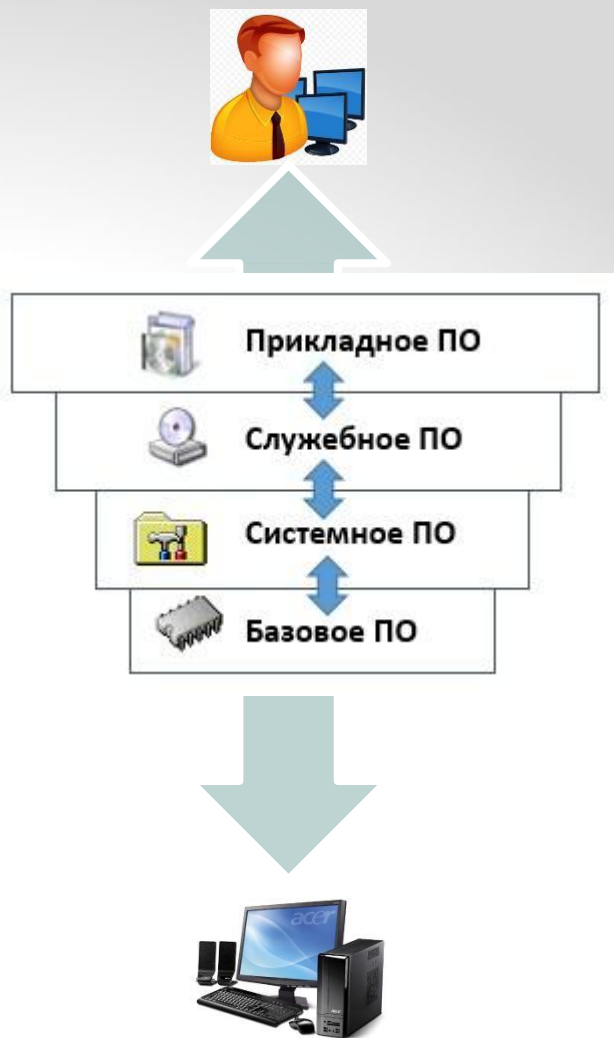 Прикладное ПО
Служебное ПО
Системное ПО
Базовое ПО
acer